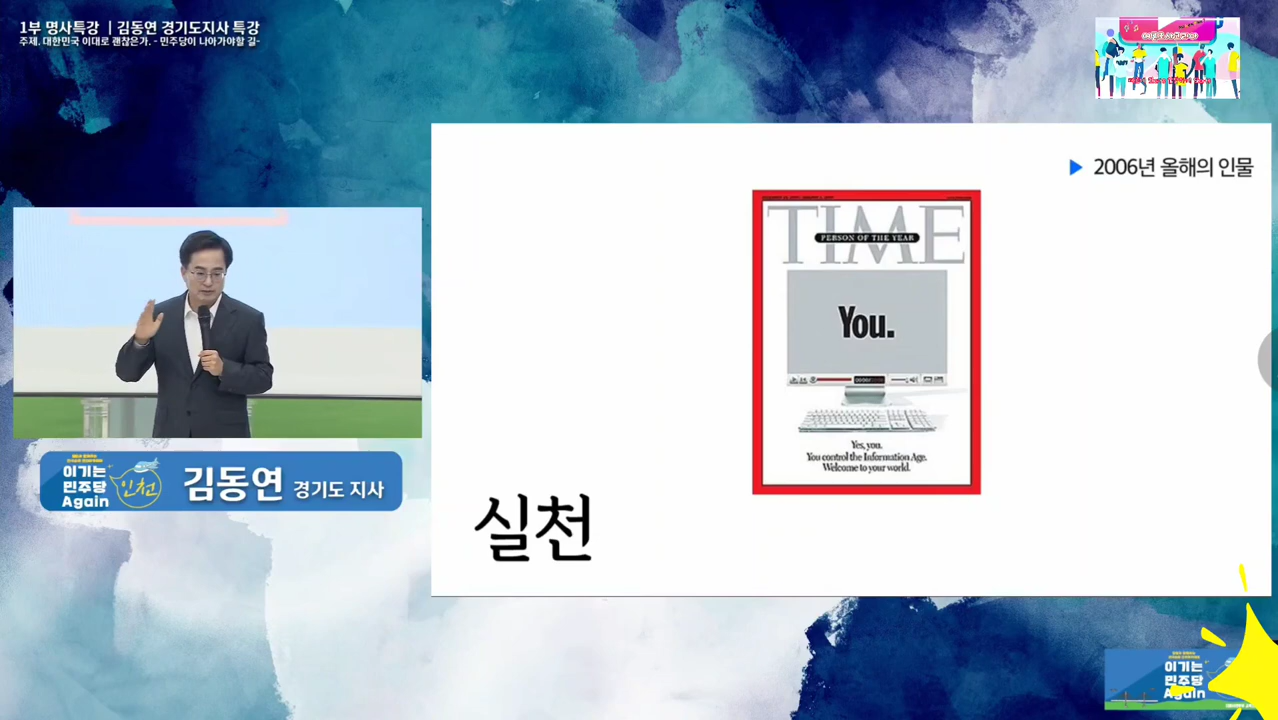 1부 명사특강 | 김동연 경기도지사 특강
주제. 대한민국 이대로 괜찮은가. - 민주당이 나아가야할 길-
▶ 2006년 올해의 인물
TIME
PERSON OF THE YEAR
You.
Yes, you.
You control the Information Age.
Welcome to your world.
실천
이기는
민주당
Again
인천
김동연 경기도 지사
이기는
민주당
Again